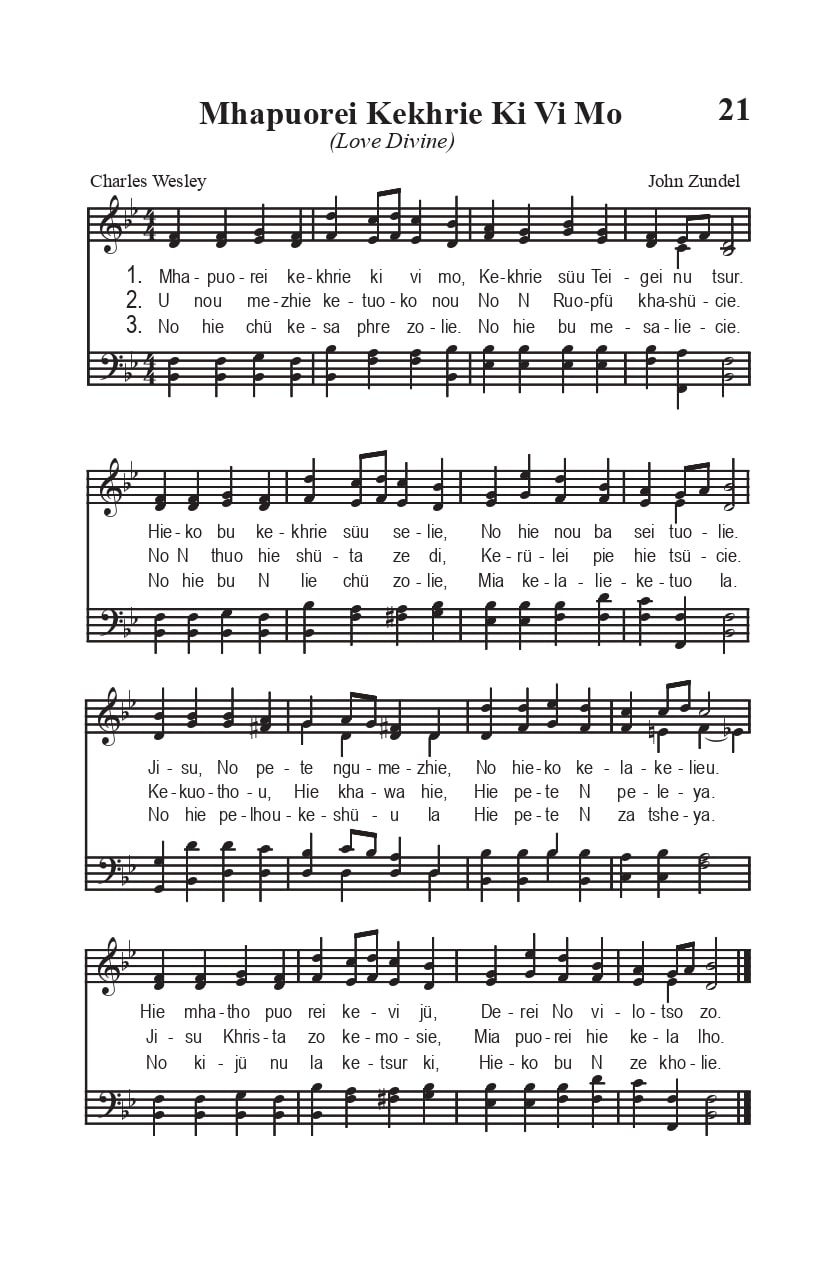 Mhapuorei Kekhrie Ki Vi Mo 21
(Love Divine)
Charles Wesley John Zundel
1. Mha - puo - rei ke - khrie ki vi mo, Ke - khrie süu Tei - gei nu tsur.
2. U nou me - zhie ke - tuo - ko nou No N Ruo - pfü kha - shü - cie.
3. No hie chü ke - sa phre zo - lie. No hie bu me - sa - lie - cie.
Hie - ko bu ke - khrie süu se - lie, No hie nou ba sei tuo - lie.
No N thuo hie shü - ta ze di, Ke - rü - lei pie hie tsü - cie.
No hie bu N lie chü zo - lie, Mia ke - la - lie - ke - tuo la.
Ji - su, No pe - te ngu - me - zhie, No hie - ko ke - la - ke - lieu.
Ke - kuo - tho - u, Hie kha - wa hie, Hie pe - te N pe - le - ya.
No hie pe - lhou - ke - shü - u la Hie pe - te N za tshe - ya.
Hie mha - tho puo rei ke - vi jü, De - rei No vi - lo - tso zo.
Ji - su Khris - ta zo ke - mo - sie, Mia puo - rei hie ke - la lho.
No ki - jü nu la ke - tsur ki, Hie - ko bu N ze kho - lie.